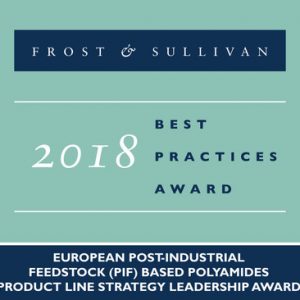 FROST & SULLIVAN
2018
BEST
PRACTICES
AWARD
EUROPEAN POST-INDUSTRIAL
FEEDSTOCK (PIF) BASED POLYAMIDES
PRODUCT LINE STRATEGY LEADERSHIP AWARD